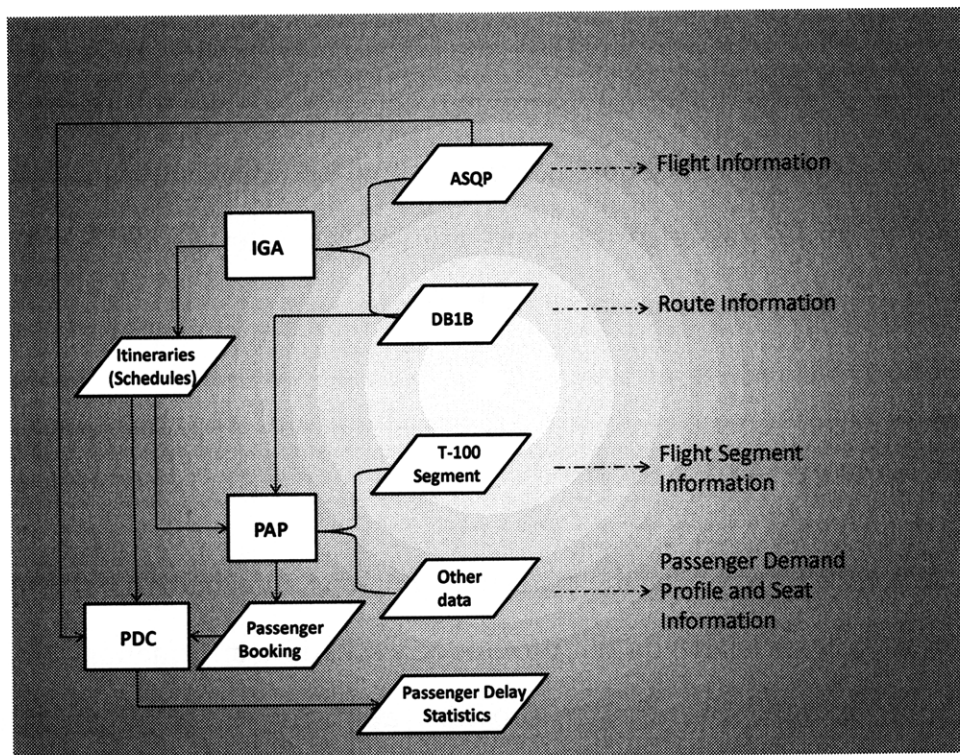 ASQP
Flight Information
IGA
DB1B
Route Information
Itineraries
(Schedules)
T-100
Segment
Flight Segment
Information
PAP
Other
data
Passenger Demand
Profile and Seat
Information
PDC
Passenger
Booking
Passenger Delay
Statistics